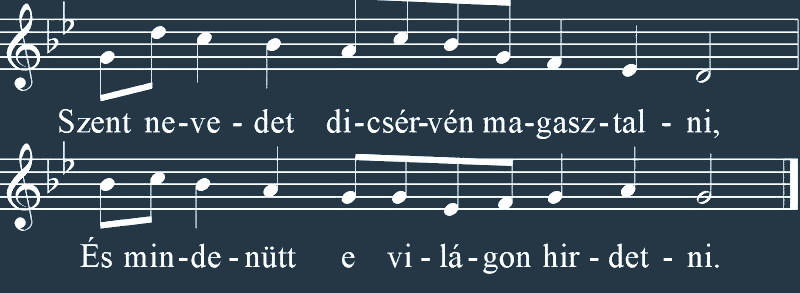 Szent ne-ve - det di-csér-vén ma-gasz-tal - ni,
És min-de-nütt e vi-lá-gon hir - det - ni.